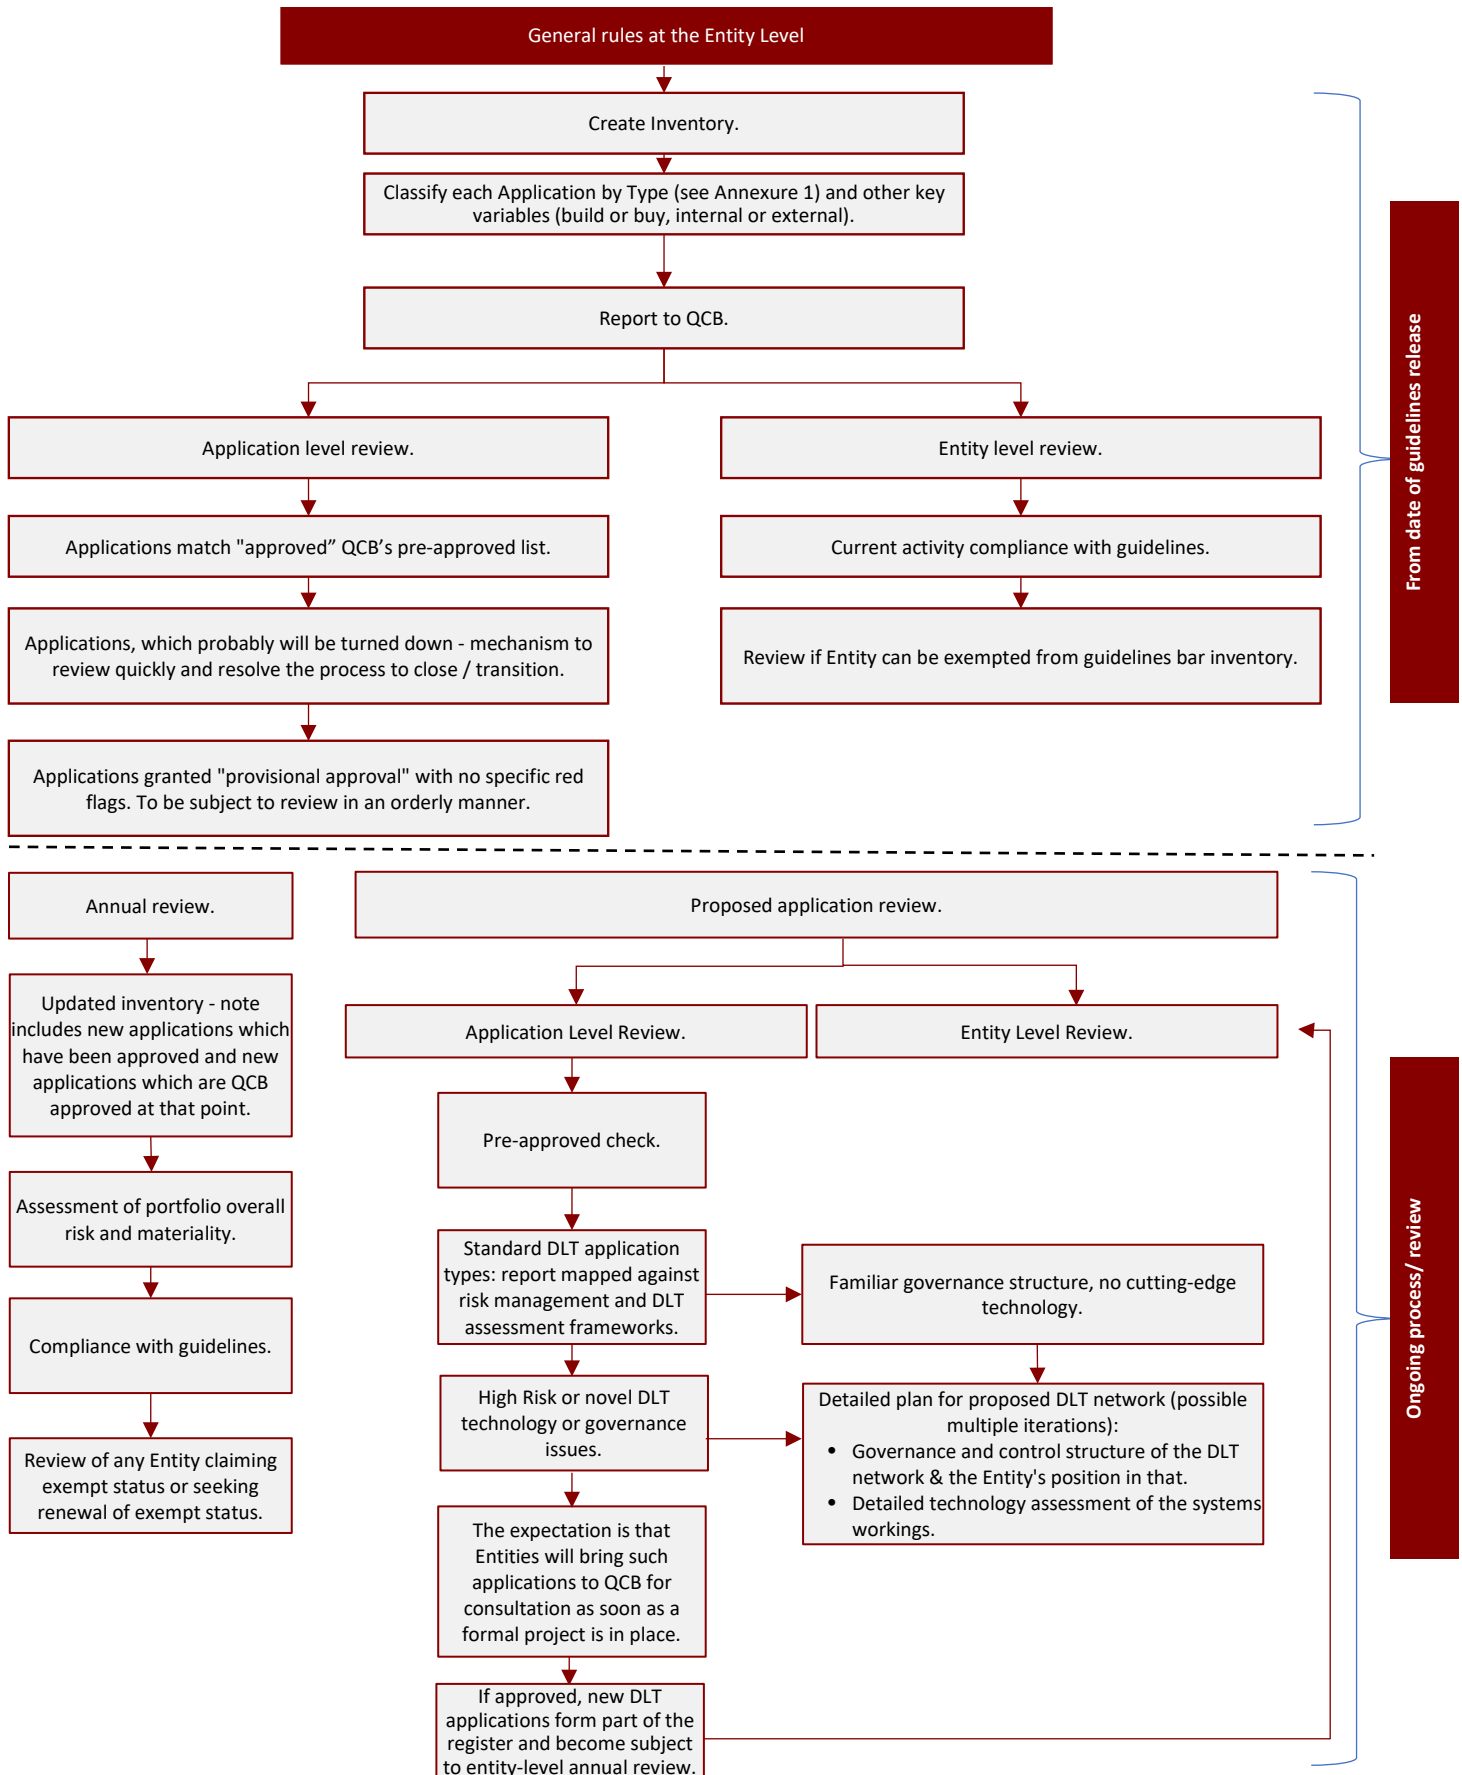 General rules at the Entity Level
Create Inventory.
Classify each Application by Type (see Annexure 1) and other key
variables (build or buy, internal or external).
Report to QCB.
Application level review.
Entity level review.
Applications match "approved” QCB’s pre-approved list.
Current activity compliance with guidelines.
Applications, which probably will be turned down - mechanism to
review quickly and resolve the process to close / transition.
Review if Entity can be exempted from guidelines bar inventory.
Applications granted "provisional approval" with no specific red
flags. To be subject to review in an orderly manner.
From date of guidelines release
Annual review.
Updated inventory - note
includes new applications which
have been approved and new
applications which are QCB
approved at that point.
Assessment of portfolio overall
risk and materiality.
Compliance with guidelines.
Review of any Entity claiming
exempt status or seeking
renewal of exempt status.
Proposed application review.
Application Level Review.
Entity Level Review.
Pre-approved check.
Standard DLT application
types: report mapped against
risk management and DLT
assessment frameworks.
Familiar governance structure, no cutting-edge
technology.
High Risk or novel DLT
technology or governance
issues.
Detailed plan for proposed DLT network (possible
multiple iterations):
• Governance and control structure of the DLT
network & the Entity's position in that.
• Detailed technology assessment of the systems
workings.
The expectation is that
Entities will bring such
applications to QCB for
consultation as soon as a
formal project is in place.
If approved, new DLT
applications form part of the
register and become subject
to entity-level annual review.
Ongoing process/ review